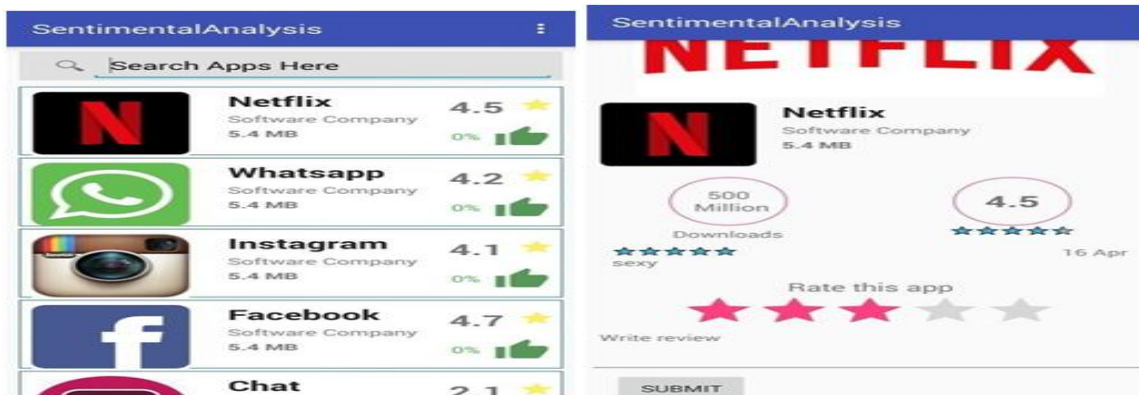 SentimentalAnalysis
Search Apps Here
Netflix
4.5
Software Company
5.4 MB
0%
Whatsapp
4.2
Software Company
5.4 MB
0%
Instagram
4.1
Software Company
5.4 MB
0%
Facebook
4.7
Software Company
5.4 MB
0%
Chat
2.1
SentimentalAnalysis
NETFLIX
Netflix
Software Company
5.4 MB
500
Million
4.5
Downloads
sexy
16 Apr
Rate this app
Write review
SUBMIT